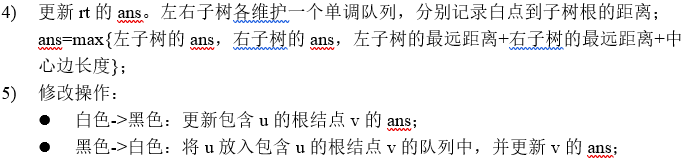 4) 更新 rt 的 ans。左右子树各维护一个单调队列，分别记录白点到子树根的距离；
ans=max{左子树的 ans，右子树的 ans，左子树的最远距离+右子树的最远距离+中
心边长度}；
5) 修改操作：
● 白色->黑色：更新包含 u 的根结点 v 的 ans；
● 黑色->白色：将 u 放入包含 u 的根结点 v 的队列中，并更新 v 的 ans；